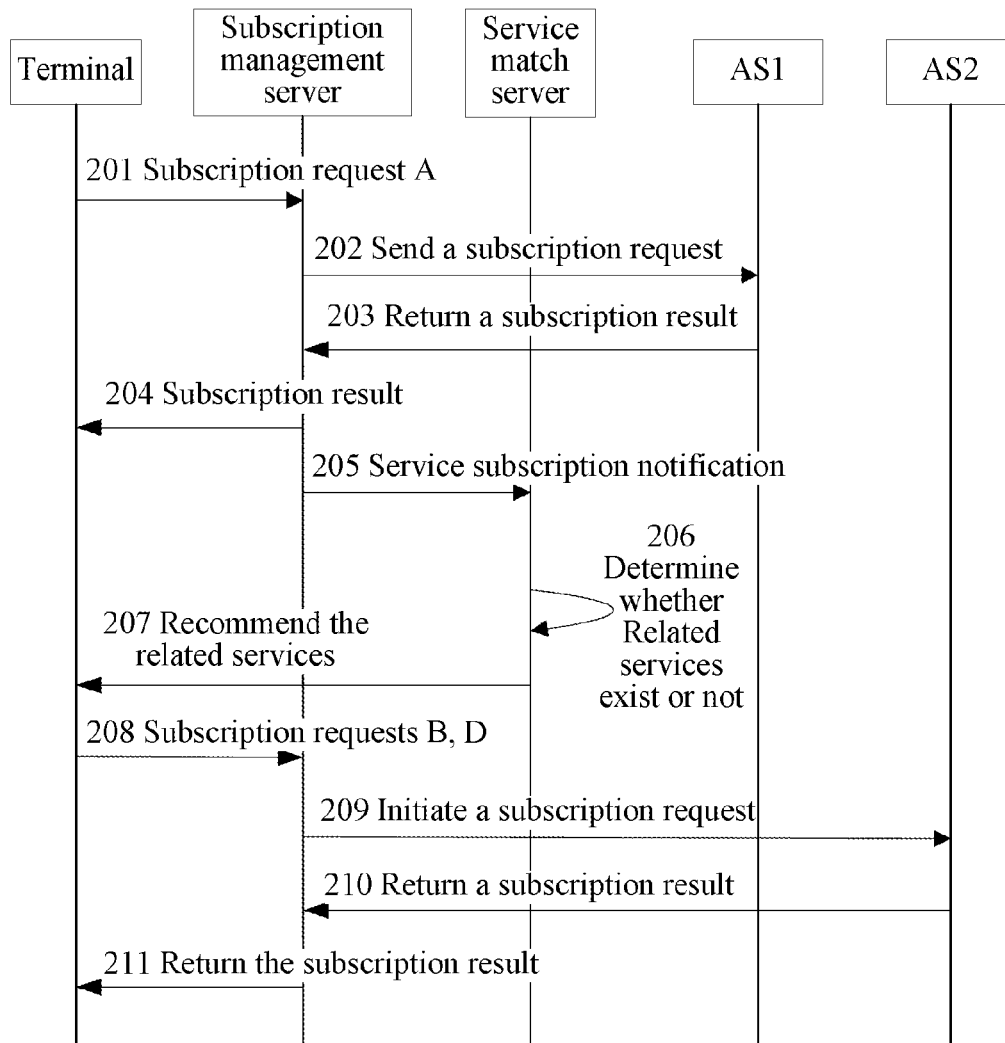 Terminal
Subscription
management
server
Service
match
server
AS1
AS2
201 Subscription request A
202 Send a subscription request
203 Return a subscription result
204 Subscription result
205 Service subscription notification
206
Determine
whether
Related
services
exist or not
207 Recommend the
related services
208 Subscription requests B, D
209 Initiate a subscription request
210 Return a subscription result
211 Return the subscription result